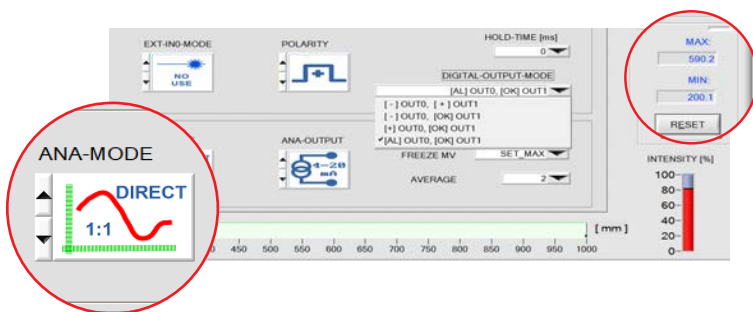 EXT-IN0-MODE
NO
USE
POLARITY
+
HOLD-TIME [ms]
0
DIGITAL-OUTPUT-MODE
[AL] OUT0, [OK] OUT1
[ - ] OUT0, [ + ] OUT1
[ - ] OUT0, [OK] OUT1
[+] OUT0, [OK] OUT1
✔[AL] OUT0, [OK] OUT1
MAX:
590.2
MIN:
200.1
RESET
ANA-MODE
DIRECT
1:1
ANA-OUTPUT
4-20
mA
FREEZE MV
SET_MAX
AVERAGE
2
INTENSITY [%]
100-
80-
60-
40-
20-
0-
[ mm ]
450 500 550 600 650 700 750 800 850 900 950 1000